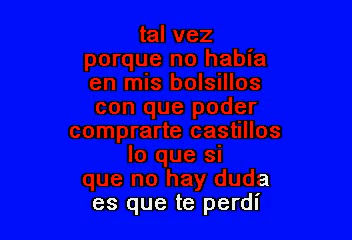 tal vez
porque no había
en mis bolsillos
con que poder
comprarte castillos
lo que si
que no hay duda
es que te perdí